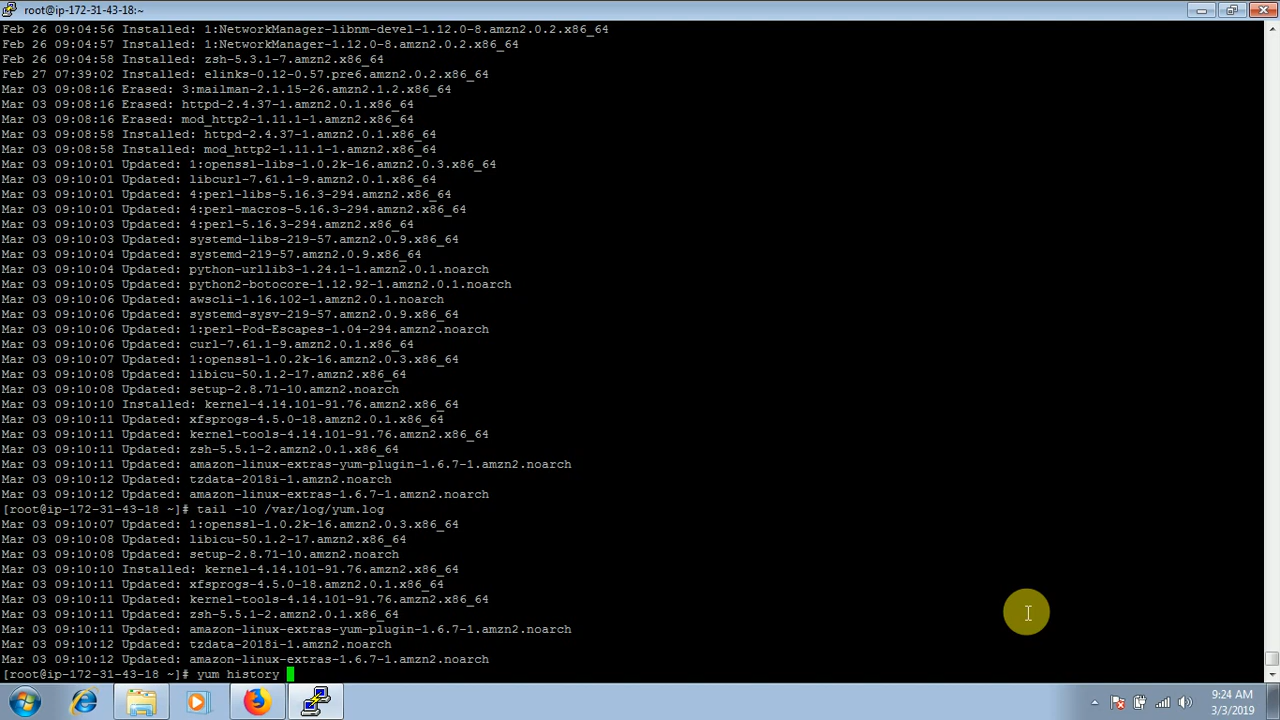 root@ip-172-31-43-18:~
Feb 26 09:04:56 Installed: 1:NetworkManager-libnm-devel-1.12.0-8.amzn2.0.2.x86_64
Feb 26 09:04:57 Installed: 1:NetworkManager-1.12.0-8.amzn2.0.2.x86_64
Feb 26 09:04:58 Installed: zsh-5.3.1-7.amzn2.x86_64
Feb 27 07:39:02 Installed: elinks-0.12-0.57.pre6.amzn2.0.2.x86_64
Mar 03 09:08:16 Erased: 3:mailman-2.1.15-26.amzn2.1.2.x86_64
Mar 03 09:08:16 Erased: httpd-2.4.37-1.amzn2.0.1.x86_64
Mar 03 09:08:16 Erased: mod_http2-1.11.1-1.amzn2.x86_64
Mar 03 09:08:58 Installed: httpd-2.4.37-1.amzn2.0.1.x86_64
Mar 03 09:08:58 Installed: mod_http2-1.11.1-1.amzn2.x86_64
Mar 03 09:10:01 Updated: 1:openssl-libs-1.0.2k-16.amzn2.0.3.x86_64
Mar 03 09:10:01 Updated: libcurl-7.61.1-9.amzn2.0.1.x86_64
Mar 03 09:10:01 Updated: 4:perl-libs-5.16.3-294.amzn2.x86_64
Mar 03 09:10:01 Updated: 4:perl-macros-5.16.3-294.amzn2.x86_64
Mar 03 09:10:03 Updated: 4:perl-5.16.3-294.amzn2.x86_64
Mar 03 09:10:03 Updated: systemd-libs-219-57.amzn2.0.9.x86_64
Mar 03 09:10:03 Updated: systemd-219-57.amzn2.0.9.x86_64
Mar 03 09:10:04 Updated: python-urllib3-1.24.1-1.amzn2.0.1.noarch
Mar 03 09:10:05 Updated: python2-botocore-1.12.92-1.amzn2.0.1.noarch
Mar 03 09:10:06 Updated: awscli-1.16.102-1.amzn2.0.1.noarch
Mar 03 09:10:06 Updated: systemd-sysv-219-57.amzn2.0.9.x86_64
Mar 03 09:10:06 Updated: 1:perl-Pod-Escapes-1.04-294.amzn2.noarch
Mar 03 09:10:06 Updated: curl-7.61.1-9.amzn2.0.1.x86_64
Mar 03 09:10:07 Updated: 1:openssl-1.0.2k-16.amzn2.0.3.x86_64
Mar 03 09:10:08 Updated: libicu-50.1.2-17.amzn2.x86_64
Mar 03 09:10:08 Updated: setup-2.8.71-10.amzn2.noarch
Mar 03 09:10:10 Installed: kernel-4.14.101-91.76.amzn2.x86_64
Mar 03 09:10:11 Updated: xfsprogs-4.5.0-18.amzn2.0.1.x86_64
Mar 03 09:10:11 Updated: kernel-tools-4.14.101-91.76.amzn2.x86_64
Mar 03 09:10:11 Updated: zsh-5.5.1-2.amzn2.0.1.x86_64
Mar 03 09:10:11 Updated: amazon-linux-extras-yum-plugin-1.6.7-1.amzn2.noarch
Mar 03 09:10:12 Updated: tzdata-2018i-1.amzn2.noarch
Mar 03 09:10:12 Updated: amazon-linux-extras-1.6.7-1.amzn2.noarch
[root@ip-172-31-43-18 ~]# tail -10 /var/log/yum.log
Mar 03 09:10:07 Updated: 1:openssl-1.0.2k-16.amzn2.0.3.x86_64
Mar 03 09:10:08 Updated: libicu-50.1.2-17.amzn2.x86_64
Mar 03 09:10:08 Updated: setup-2.8.71-10.amzn2.noarch
Mar 03 09:10:10 Installed: kernel-4.14.101-91.76.amzn2.x86_64
Mar 03 09:10:11 Updated: xfsprogs-4.5.0-18.amzn2.0.1.x86_64
Mar 03 09:10:11 Updated: kernel-tools-4.14.101-91.76.amzn2.x86_64
Mar 03 09:10:11 Updated: zsh-5.5.1-2.amzn2.0.1.x86_64
Mar 03 09:10:11 Updated: amazon-linux-extras-yum-plugin-1.6.7-1.amzn2.noarch
Mar 03 09:10:12 Updated: tzdata-2018i-1.amzn2.noarch
Mar 03 09:10:12 Updated: amazon-linux-extras-1.6.7-1.amzn2.noarch
[root@ip-172-31-43-18 ~]# yum history
9:24 AM
3/3/2019